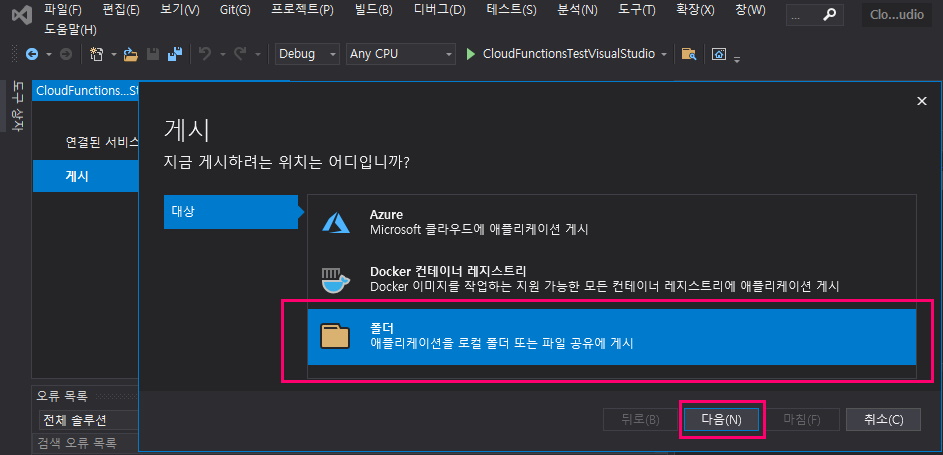 파일(F) 편집(E) 보기(V) Git(G) 프로젝트(P) 빌드(B) 디버그(D) 테스트(S) 분석(N) 도구(T) 확장(X) 창(W) ... Clo...udio
도움말(H)
Debug Any CPU CloudFunctionsTestVisualStudio
도구 상자
CloudFunctions...St
연결된 서비스
게시
게시
지금 게시하려는 위치는 어디입니까?
대상
Azure
Microsoft 클라우드에 애플리케이션 게시
Docker 컨테이너 레지스트리
Docker 이미지를 작업하는 지원 가능한 모든 컨테이너 레지스트리에 애플리케이션 게시
폴더
애플리케이션을 로컬 폴더 또는 파일 공유에 게시
오류 목록
전체 솔루션
검색 오류 목록
뒤로(B) 다음(N) 마침(F) 취소(C)